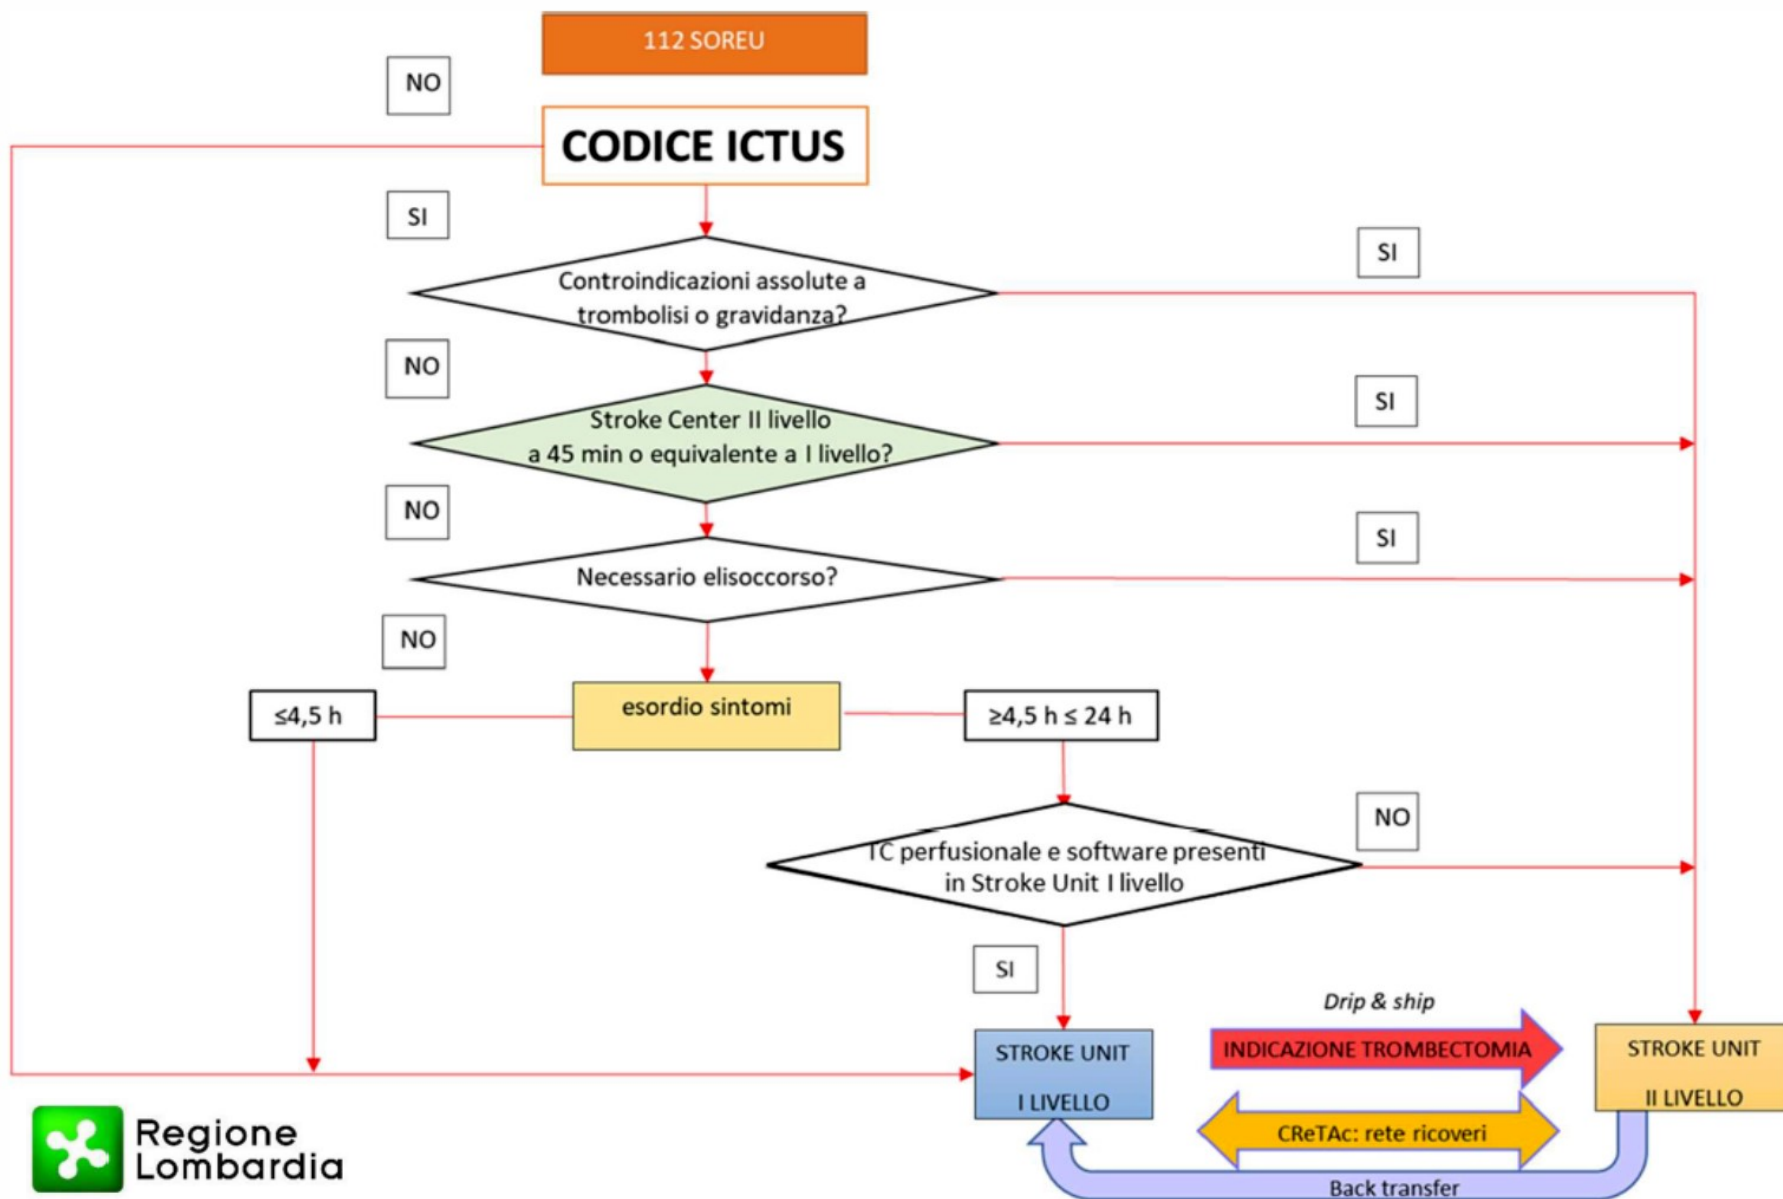 112 SOREU
NO
CODICE ICTUS
SI
Controindicazioni assolute a
trombolisi o gravidanza?
SI
NO
Stroke Center II livello
a 45 min o equivalente a I livello?
SI
NO
Necessario elisoccorso?
SI
NO
≤4,5 h
esordio sintomi
≥4,5 h ≤ 24 h
TC perfusionale e software presenti
in Stroke Unit I livello
NO
SI
Drip & ship
STROKE UNIT
I LIVELLO
INDICAZIONE TROMBECTOMIA
STROKE UNIT
II LIVELLO
CReTAc: rete ricoveri
Back transfer
Regione
Lombardia